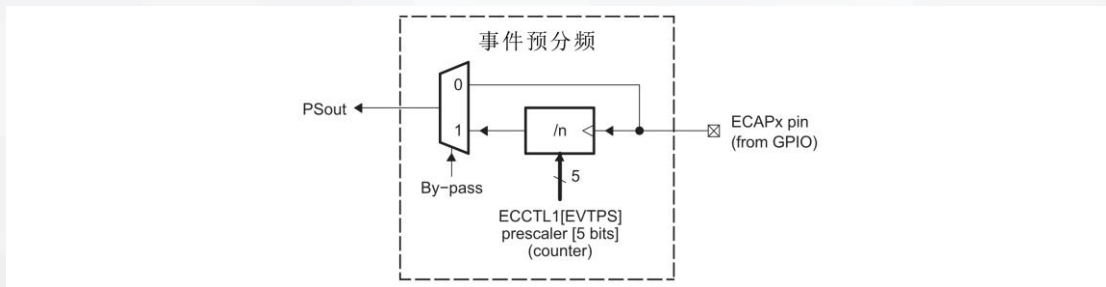 事件预分频
0
PSout
1
/n
ECAPx pin
(from GPIO)
5
By−pass
ECCTL1[EVTPS]
prescaler [5 bits]
(counter)